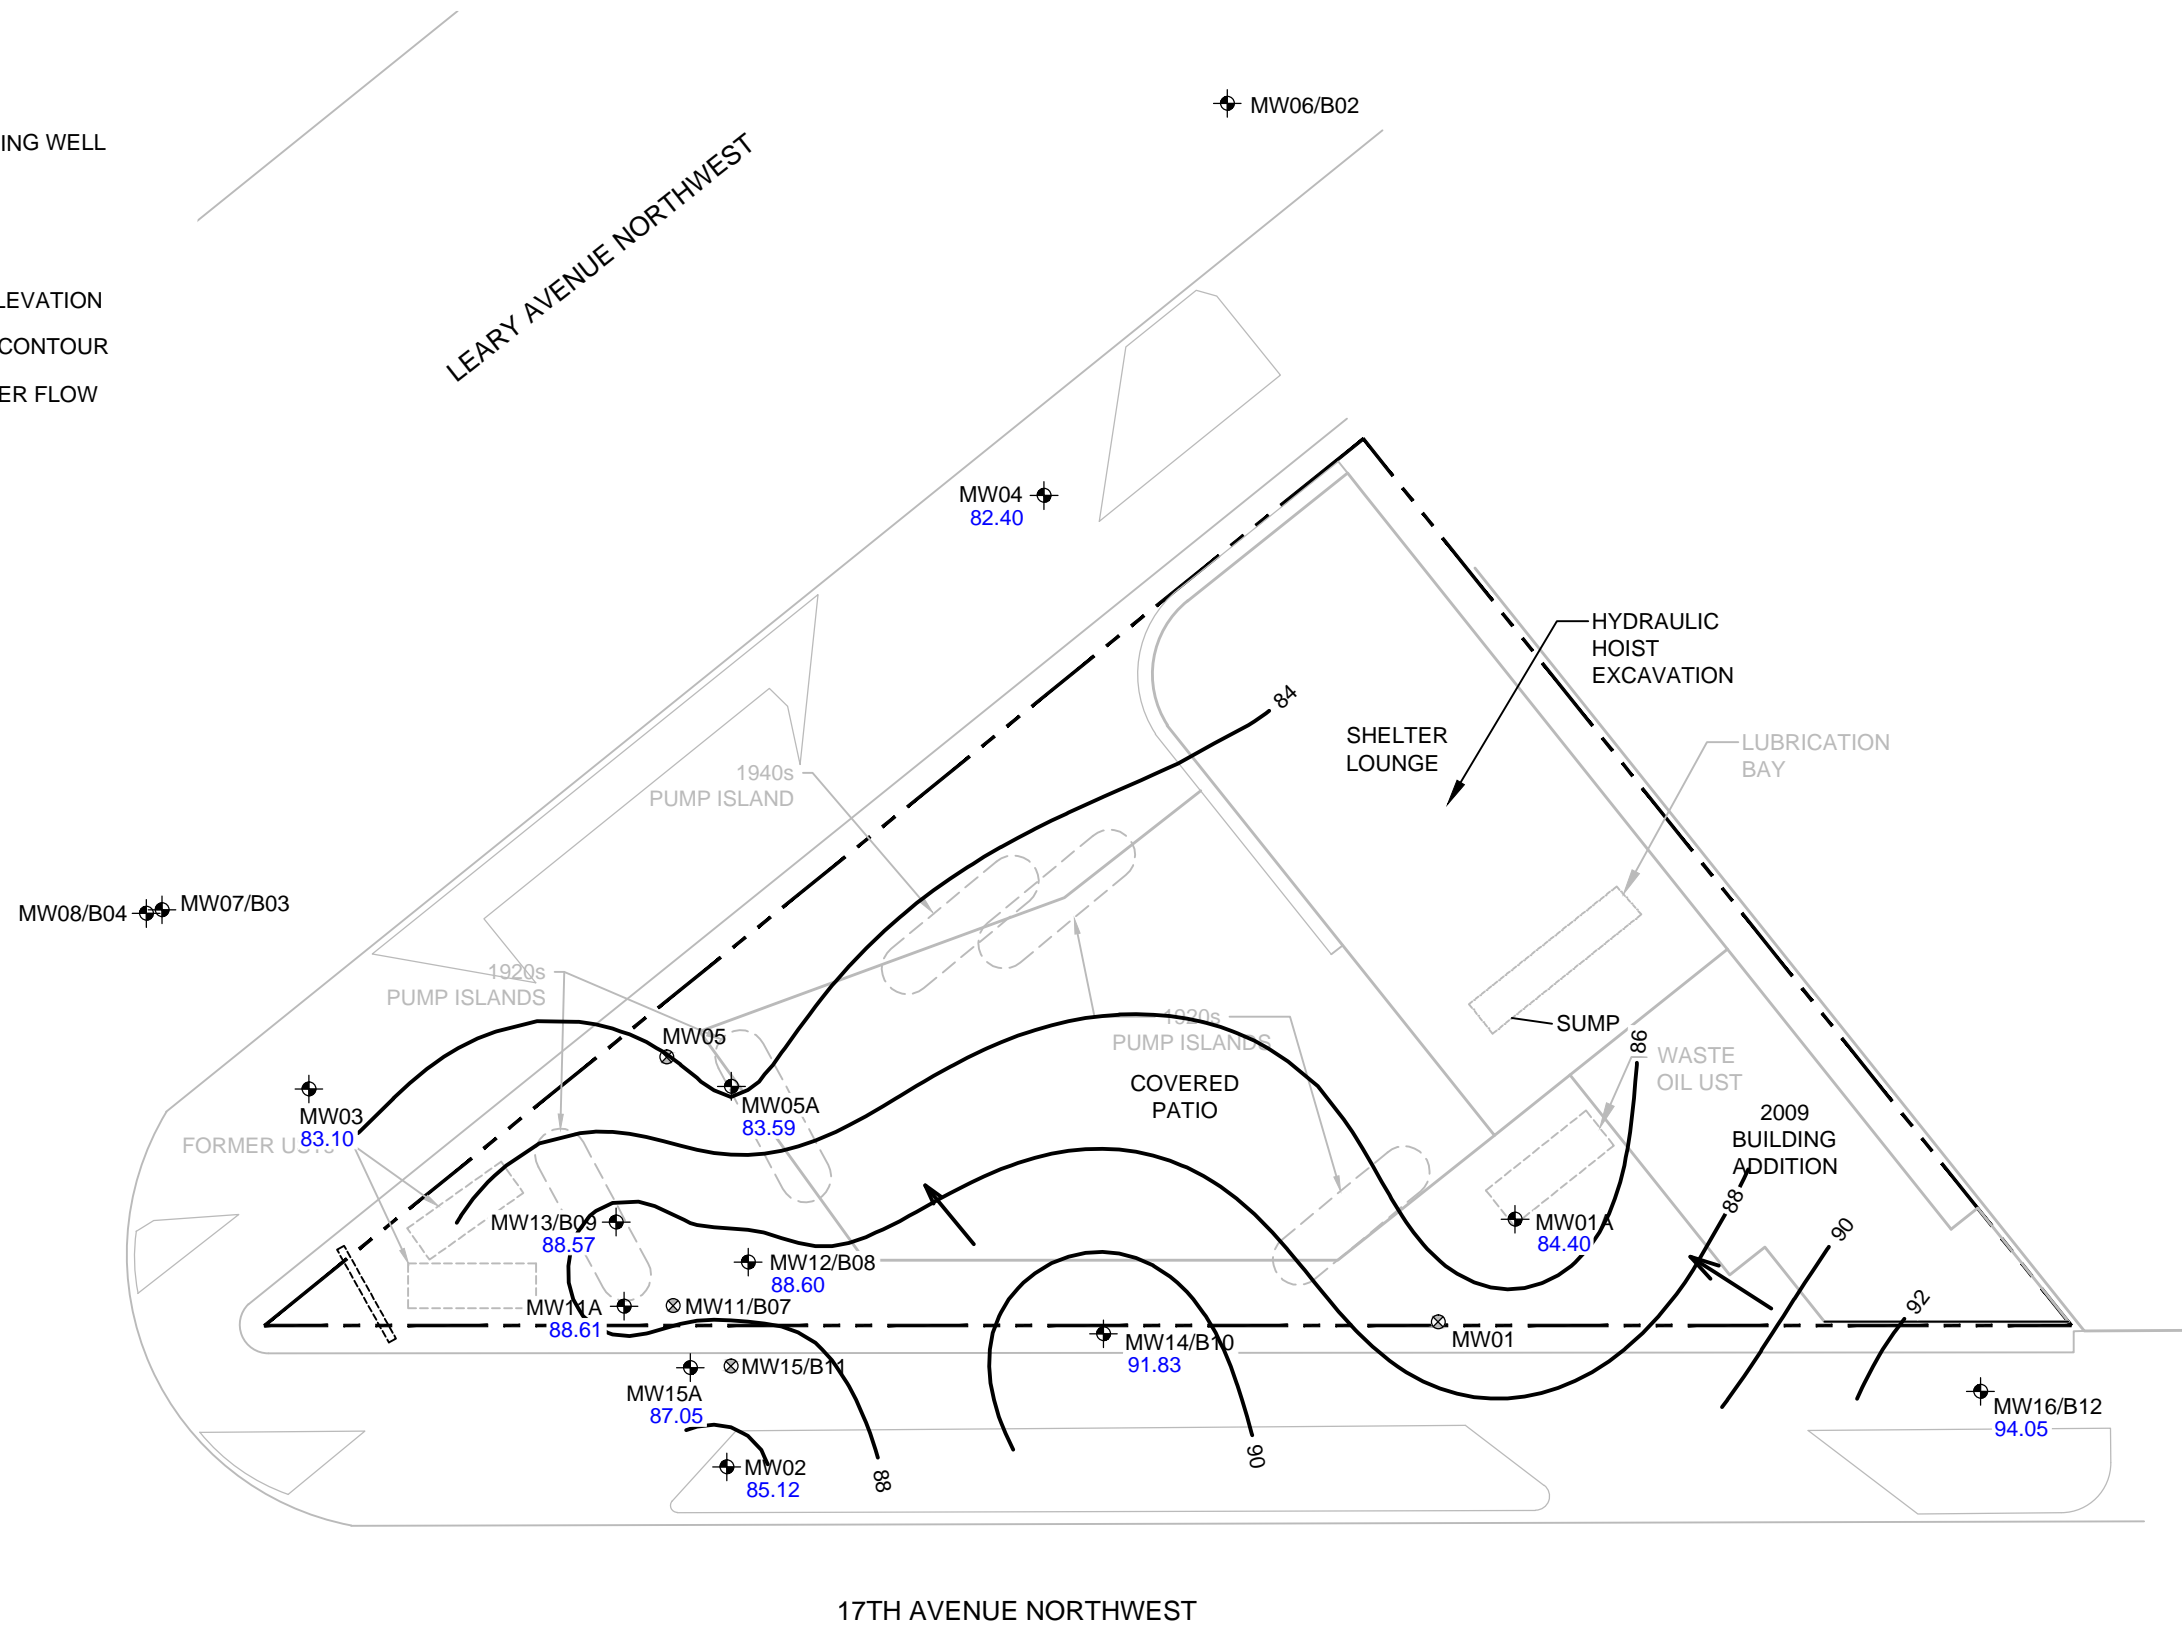 MW06/B02
ING WELL
LEARY AVENUE NORTHWEST
LEVATION
CONTOUR
ER FLOW
MW04
82.40
HYDRAULIC
HOIST
EXCAVATION
84
SHELTER
LOUNGE
LUBRICATION
BAY
1940s
PUMP ISLAND
MW08/B04
MW07/B03
1920s
PUMP ISLANDS
MW05
1920s
PUMP ISLANDS
SUMP
86
WASTE
OIL UST
COVERED
PATIO
MW05A
83.59
MW03
83.10
FORMER USTs
2009
BUILDING
ADDITION
88
90
MW13/B09
88.57
MW01A
84.40
MW12/B08
88.60
92
MW11A
88.61
MW11/B07
MW14/B10
91.83
MW01
MW15/B11
MW15A
87.05
MW16/B12
94.05
MW02
85.12
88
90
17TH AVENUE NORTHWEST